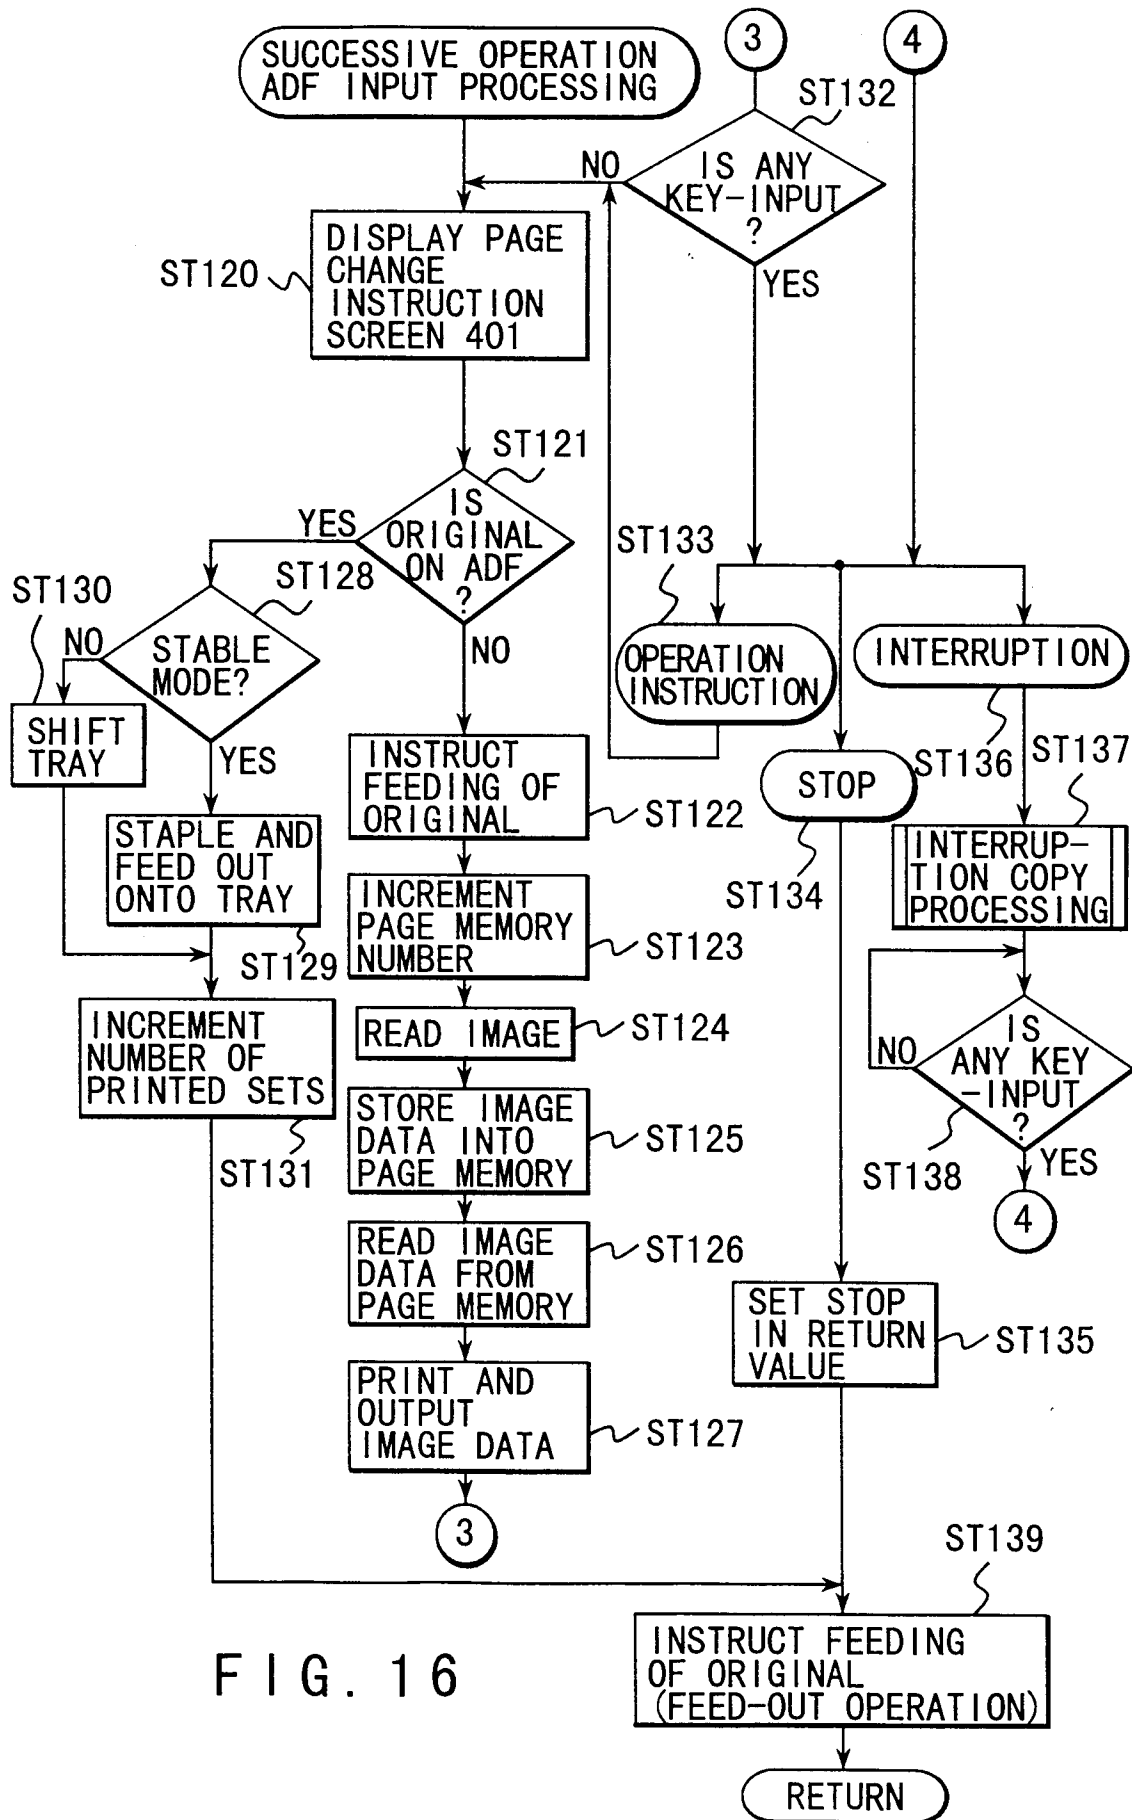 SUCCESSIVE OPERATION
ADF INPUT PROCESSING
3
4
ST132
IS ANY
KEY-INPUT
?
NO
YES
DISPLAY PAGE
CHANGE
INSTRUCTION
SCREEN 401
ST120
ST121
IS
ORIGINAL
ON ADF
?
YES
NO
ST128
STABLE
MODE?
NO
YES
ST130
SHIFT
TRAY
STAPLE AND
FEED OUT
ONTO TRAY
ST129
INCREMENT
NUMBER OF
PRINTED SETS
ST131
INSTRUCT
FEEDING OF
ORIGINAL
ST122
INCREMENT
PAGE MEMORY
NUMBER
ST123
READ IMAGE
ST124
STORE IMAGE
DATA INTO
PAGE MEMORY
ST125
READ IMAGE
DATA FROM
PAGE MEMORY
ST126
PRINT AND
OUTPUT
IMAGE DATA
ST127
3
ST133
OPERATION
INSTRUCTION
STOP
ST134
INTERRUPTION
ST136
ST137
INTERRUP-
TION COPY
PROCESSING
IS
ANY KEY
-INPUT
?
NO
YES
ST138
4
SET STOP
IN RETURN
VALUE
ST135
ST139
INSTRUCT FEEDING
OF ORIGINAL
(FEED-OUT OPERATION)
RETURN
FIG. 16